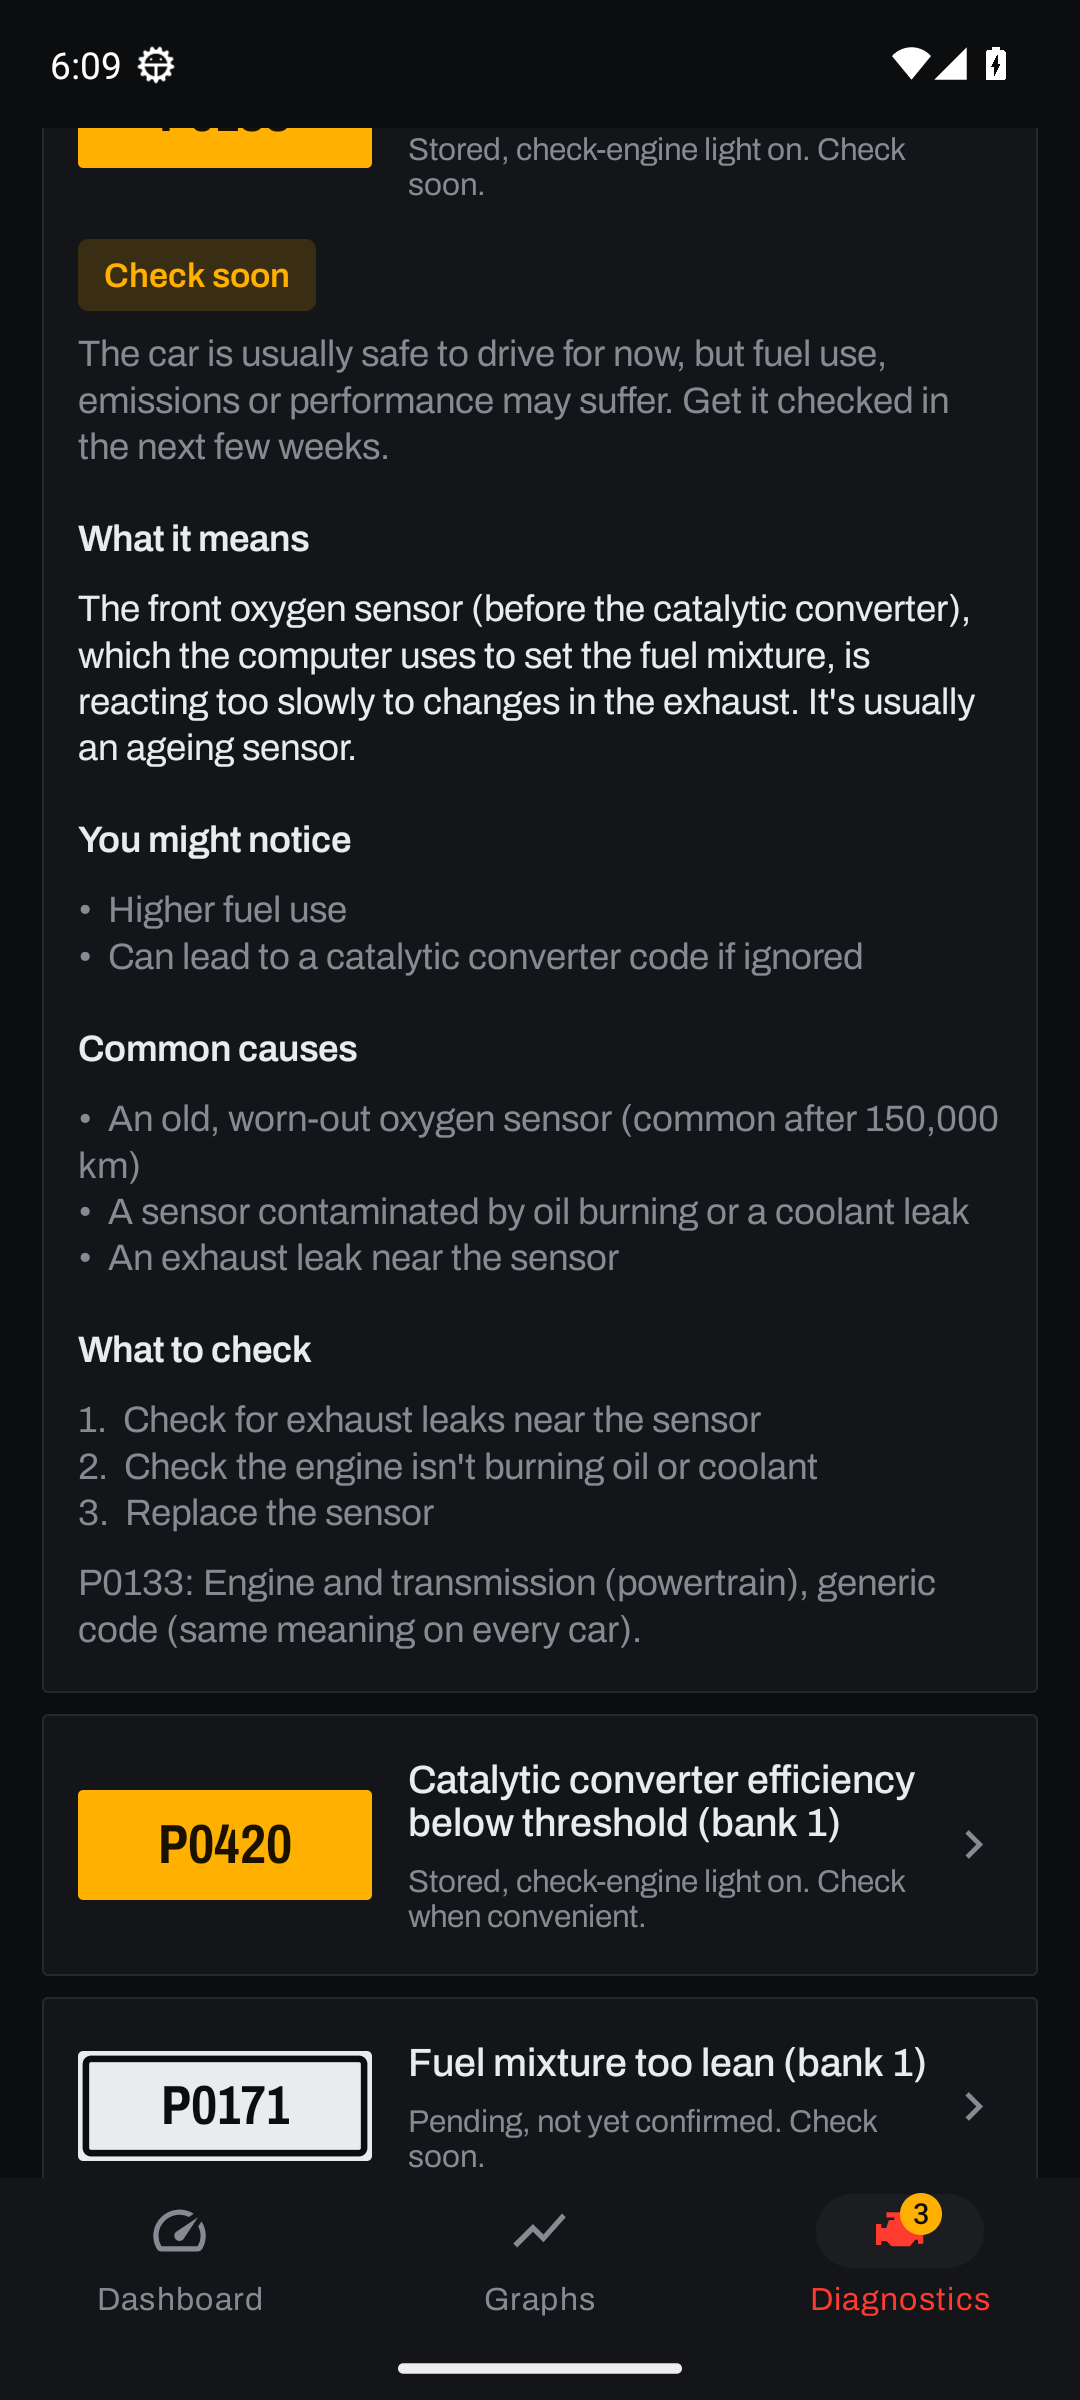 6:09
Stored, check-engine light on. Check
soon.
Check soon
The car is usually safe to drive for now, but fuel use,
emissions or performance may suffer. Get it checked in
the next few weeks.
What it means
The front oxygen sensor (before the catalytic converter),
which the computer uses to set the fuel mixture, is
reacting too slowly to changes in the exhaust. It's usually
an ageing sensor.
You might notice
• Higher fuel use
• Can lead to a catalytic converter code if ignored
Common causes
• An old, worn-out oxygen sensor (common after 150,000
km)
• A sensor contaminated by oil burning or a coolant leak
• An exhaust leak near the sensor
What to check
1. Check for exhaust leaks near the sensor
2. Check the engine isn't burning oil or coolant
3. Replace the sensor
P0133: Engine and transmission (powertrain), generic
code (same meaning on every car).
P0420
Catalytic converter efficiency
below threshold (bank 1)
Stored, check-engine light on. Check
when convenient.
P0171
Fuel mixture too lean (bank 1)
Pending, not yet confirmed. Check
soon.
3
Dashboard
Graphs
Diagnostics